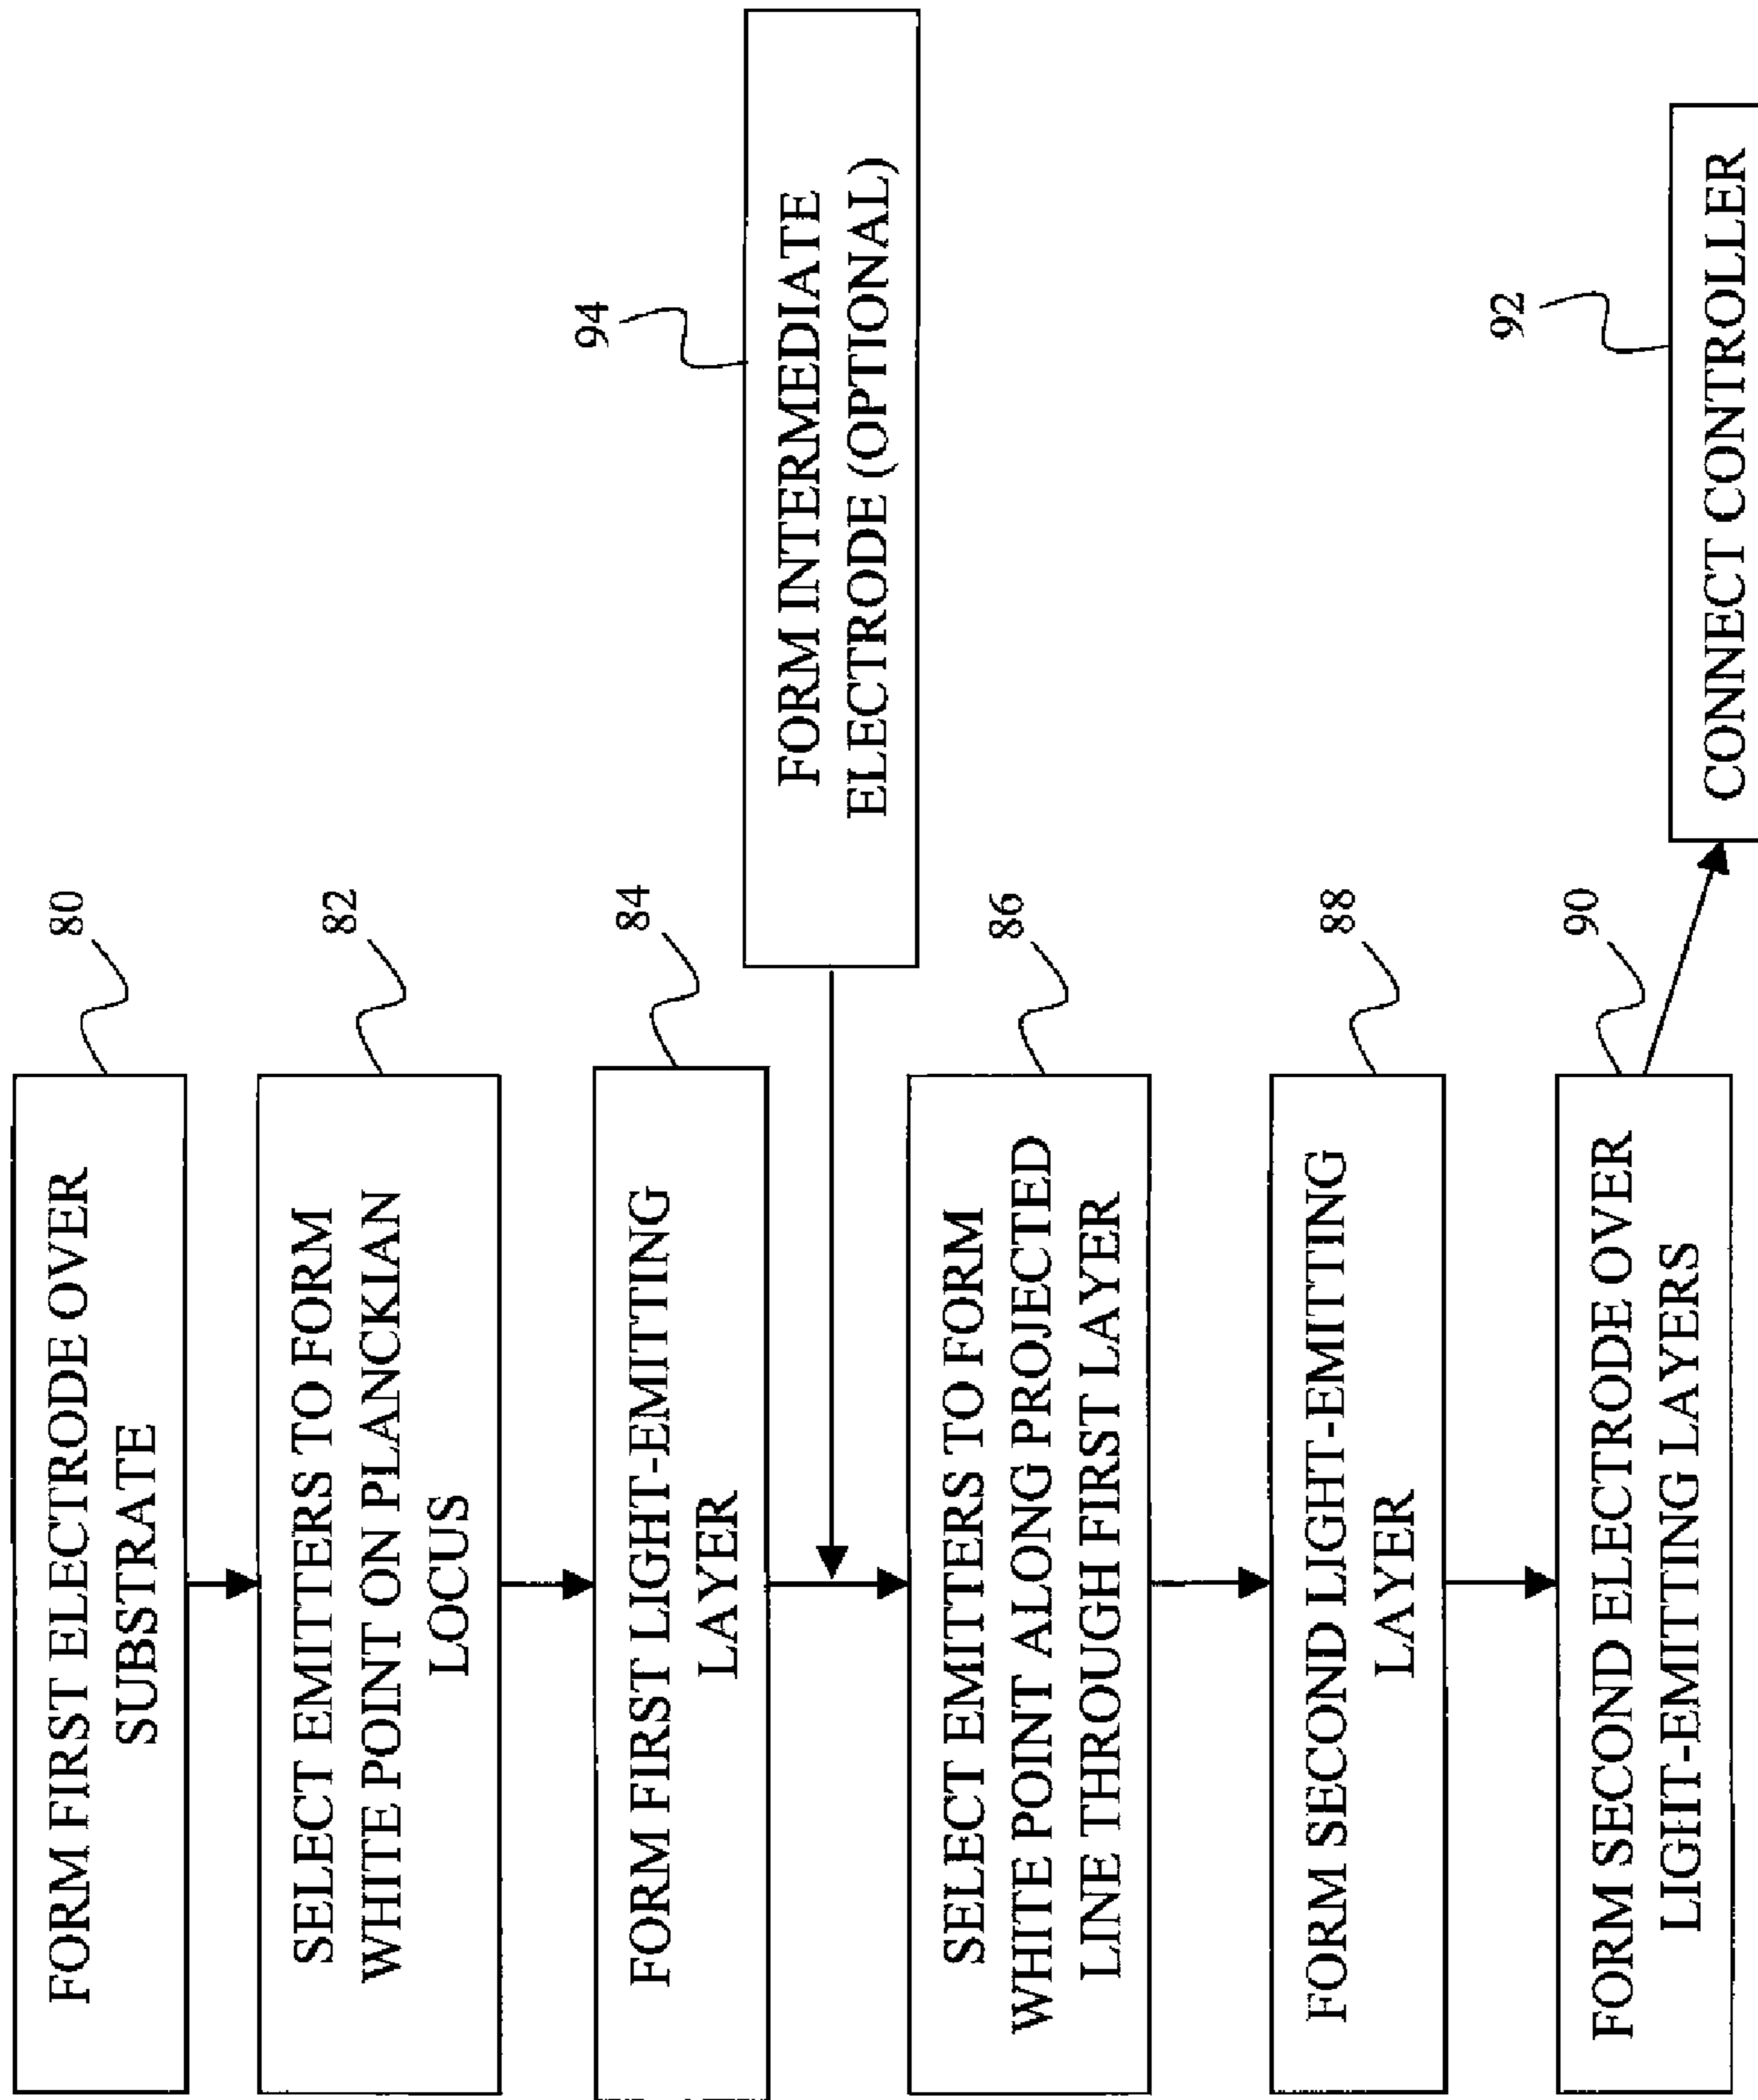 FORM FIRST ELECTRODE OVER
SUBSTRATE
80
SELECT EMITTERS TO FORM
WHITE POINT ON PLANCKIAN
LOCUS
82
FORM FIRST LIGHT-EMITTING
LAYER
84
FORM INTERMEDIATE
ELECTRODE (OPTIONAL)
94
SELECT EMITTERS TO FORM
WHITE POINT ALONG PROJECTED
LINE THROUGH FIRST LAYER
86
FORM SECOND LIGHT-EMITTING
LAYER
88
FORM SECOND ELECTRODE OVER
LIGHT-EMITTING LAYERS
90
CONNECT CONTROLLER
92